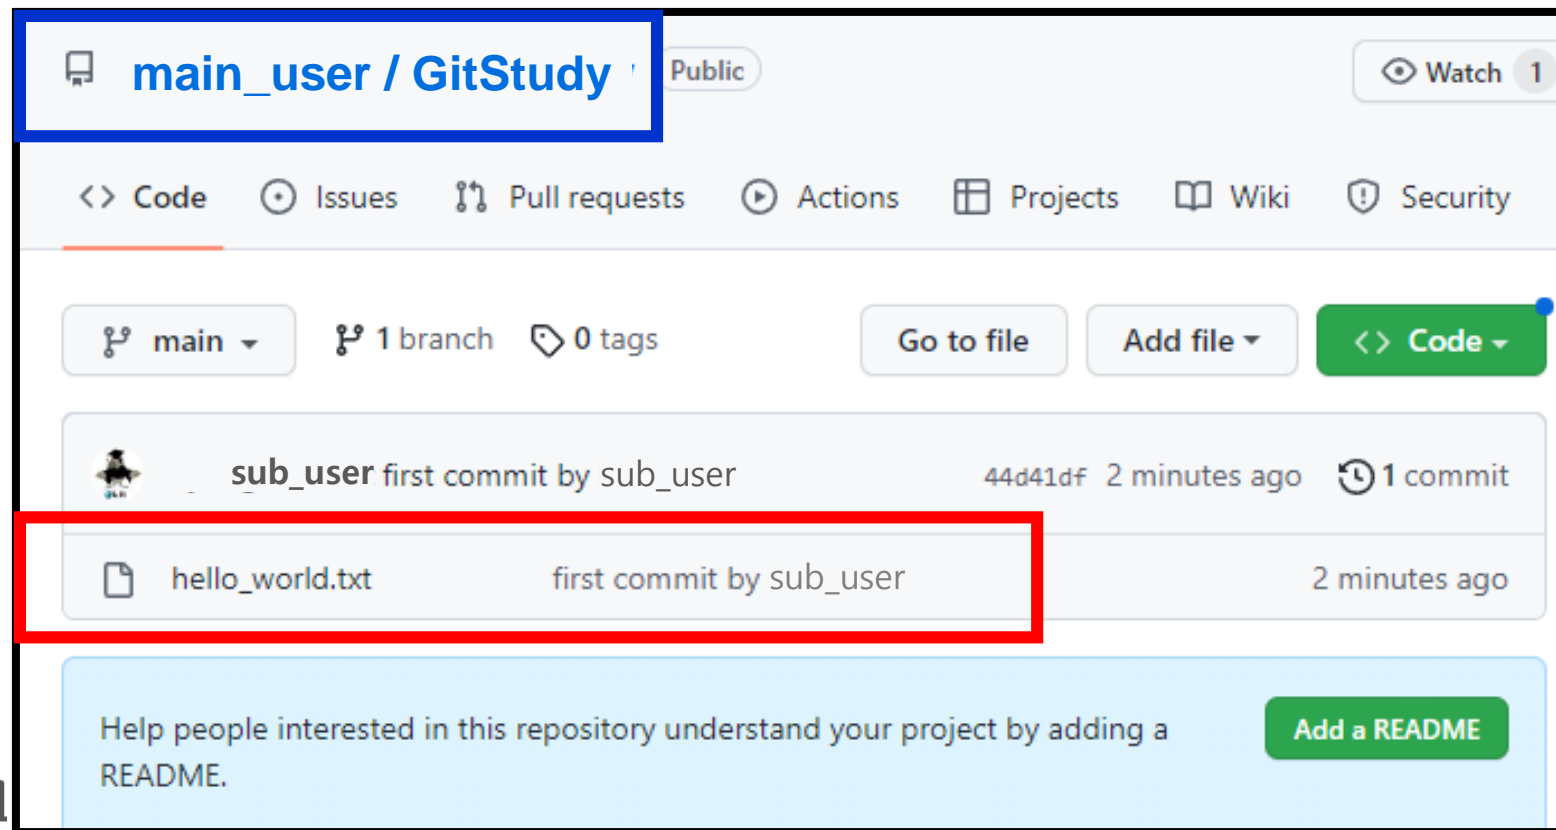 main_user / GitStudy Public Watch 1
Code Issues Pull requests Actions Projects Wiki Security
main 1 branch 0 tags Go to file Add file Code
sub_user first commit by sub_user 44d41df 2 minutes ago 1 commit
hello_world.txt first commit by sub_user 2 minutes ago
Help people interested in this repository understand your project by adding a
README.
Add a README